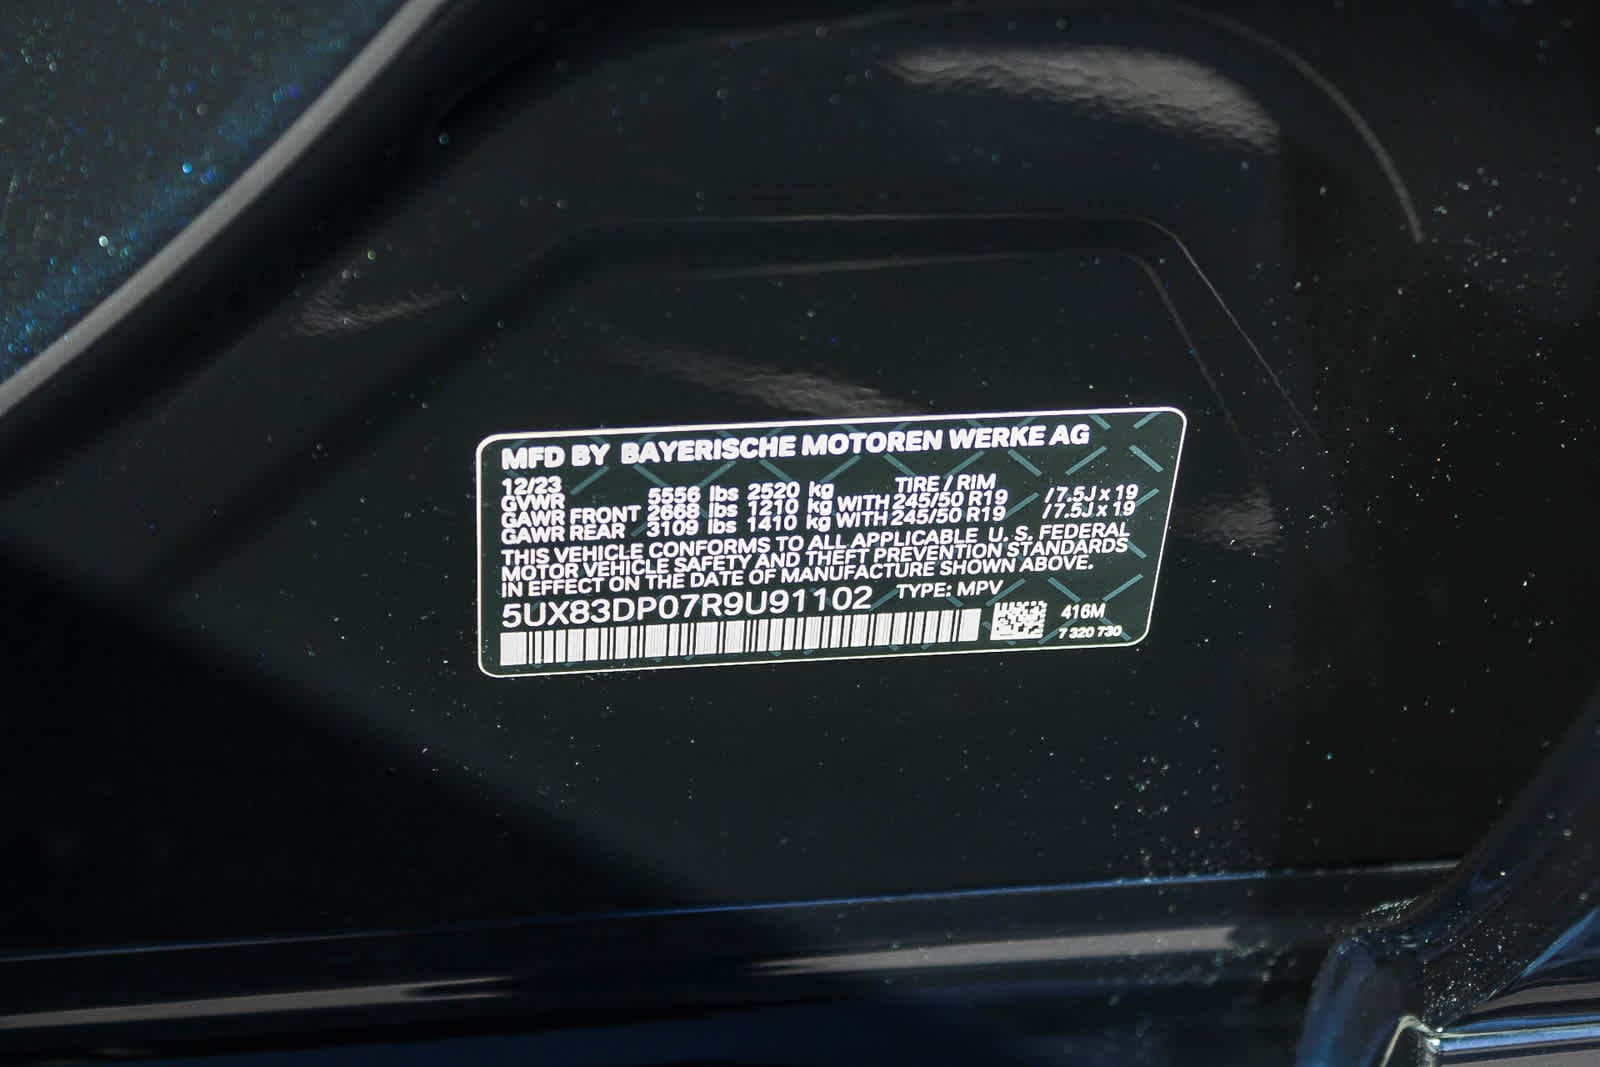 MFD BY BAYERISCHE MOTOREN WERKE AG
12/23 TIRE / RIM
GVWR 5556 lbs 2520 kg
GAWR FRONT 2668 lbs 1210 kg WITH 245/50 R19 / 7.5J x 19
GAWR REAR 3109 lbs 1410 kg WITH 245/50 R19 / 7.5J x 19
THIS VEHICLE CONFORMS TO ALL APPLICABLE U. S. FEDERAL
MOTOR VEHICLE SAFETY AND THEFT PREVENTION STANDARDS
IN EFFECT ON THE DATE OF MANUFACTURE SHOWN ABOVE.
5UX83DP07R9U91102 TYPE: MPV
416M
7 320 730